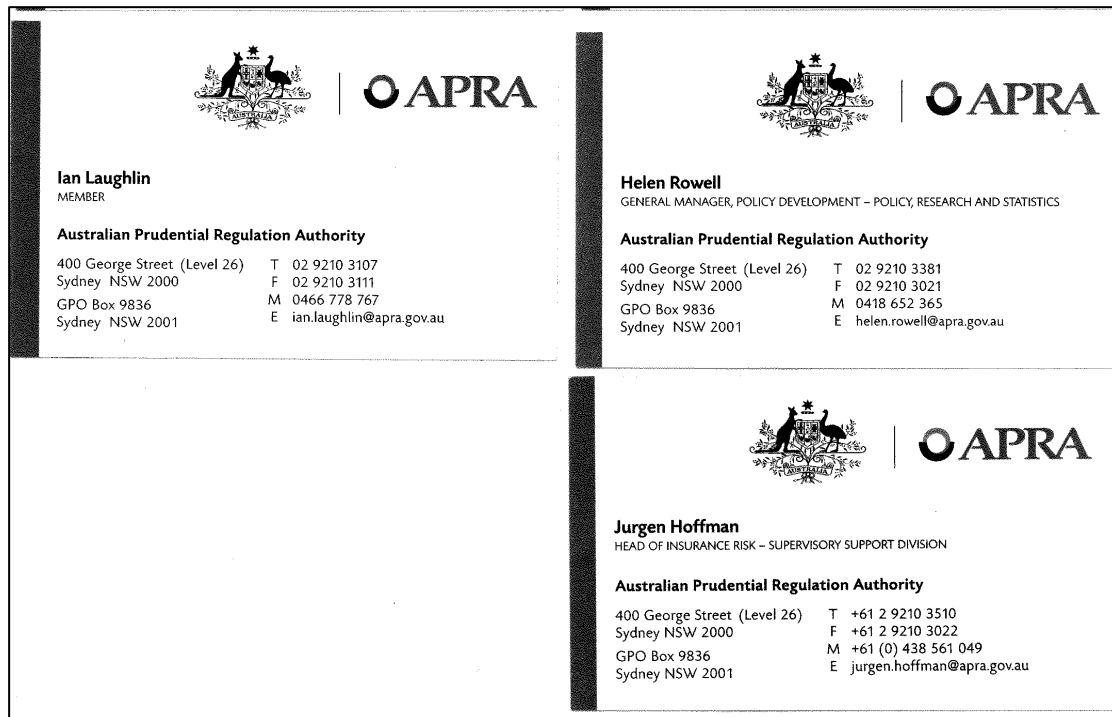 AUSTRALIA
APRA
Ian Laughlin
MEMBER
Australian Prudential Regulation Authority
400 George Street (Level 26)
Sydney NSW 2000
GPO Box 9836
Sydney NSW 2001
T 02 9210 3107
F 02 9210 3111
M 0466 778 767
E ian.laughlin@apra.gov.au
AUSTRALIA
APRA
Helen Rowell
GENERAL MANAGER, POLICY DEVELOPMENT – POLICY, RESEARCH AND STATISTICS
Australian Prudential Regulation Authority
400 George Street (Level 26)
Sydney NSW 2000
GPO Box 9836
Sydney NSW 2001
T 02 9210 3381
F 02 9210 3021
M 0418 652 365
E helen.rowell@apra.gov.au
AUSTRALIA
APRA
Jurgen Hoffman
HEAD OF INSURANCE RISK – SUPERVISORY SUPPORT DIVISION
Australian Prudential Regulation Authority
400 George Street (Level 26)
Sydney NSW 2000
GPO Box 9836
Sydney NSW 2001
T +61 2 9210 3510
F +61 2 9210 3022
M +61 (0) 438 561 049
E jurgen.hoffman@apra.gov.au